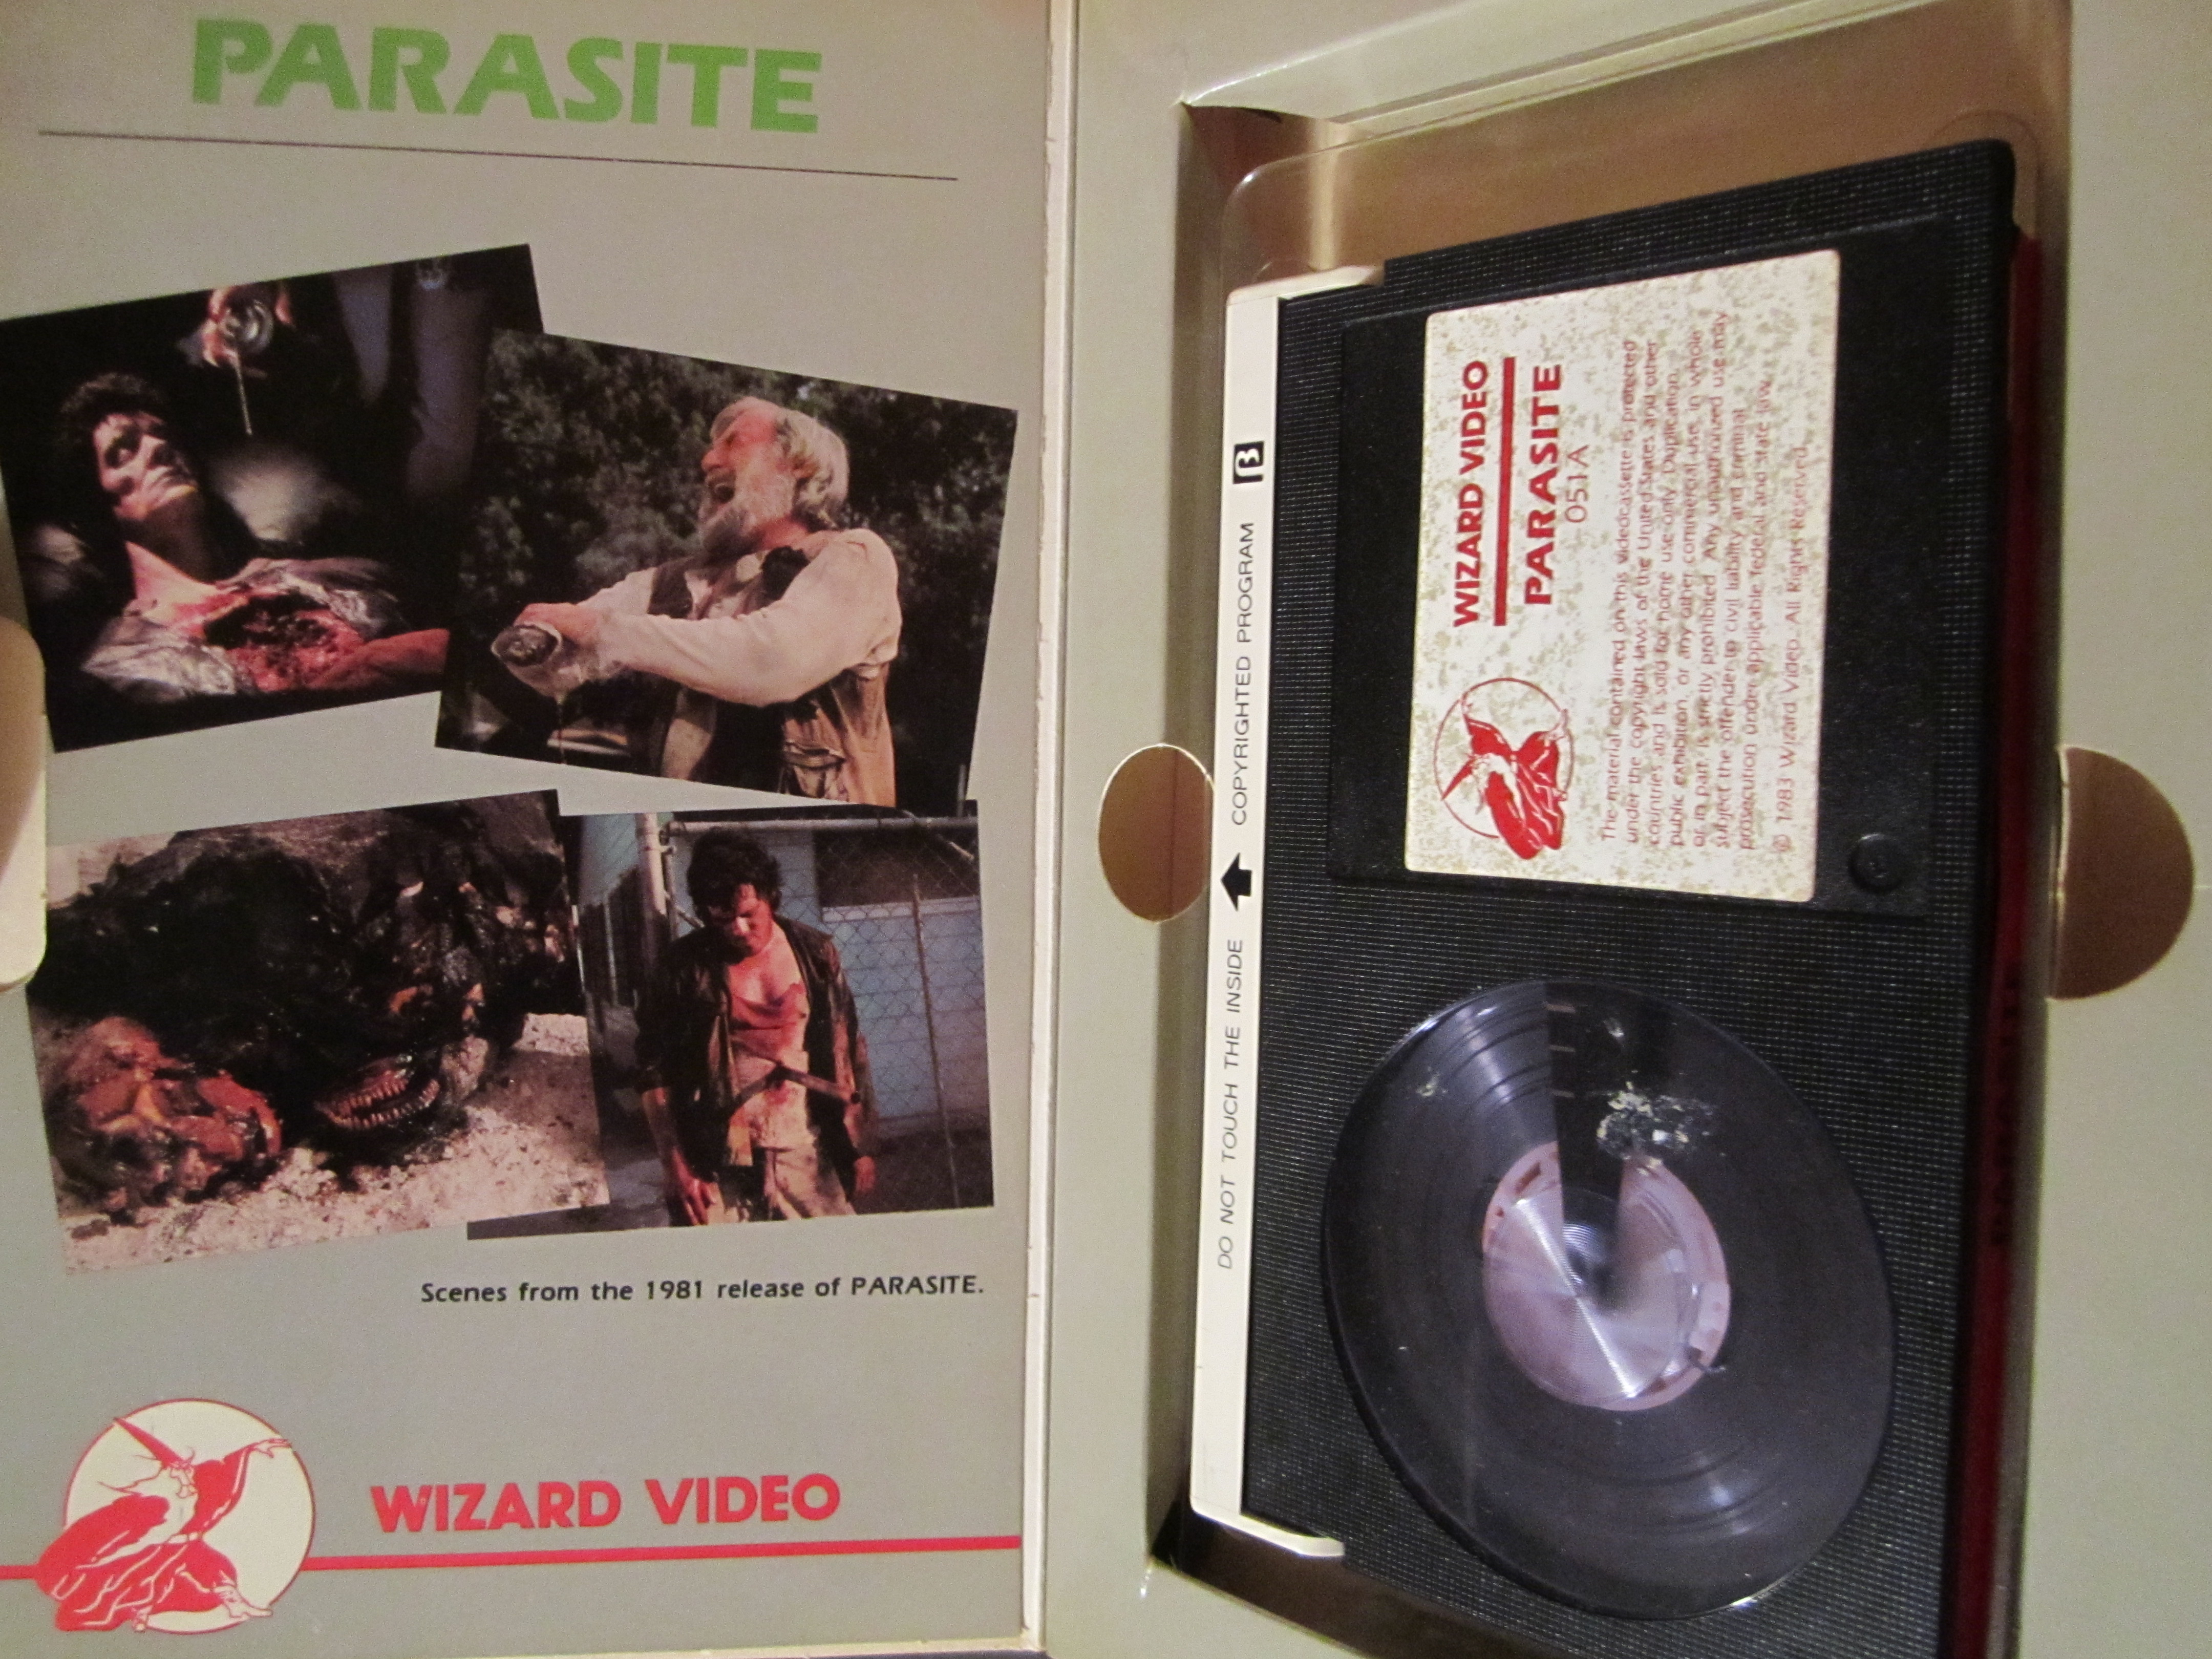 PARASITE
Scenes from the 1981 release of PARASITE.
WIZARD VIDEO
DO NOT TOUCH THE INSIDE COPYRIGHTED PROGRAM β
WIZARD VIDEO
PARASITE
051A
The material contained on this videocassette is protected
under the copyright laws of the United States and other
countries and is sold for home use only. Duplication,
public exhibition, or any other commercial use, in whole
or in part, is strictly prohibited. Any unauthorized use may
subject the offender to civil liability and criminal
prosecution under applicable federal and state law.
© 1983 Wizard Video. All Rights Reserved.